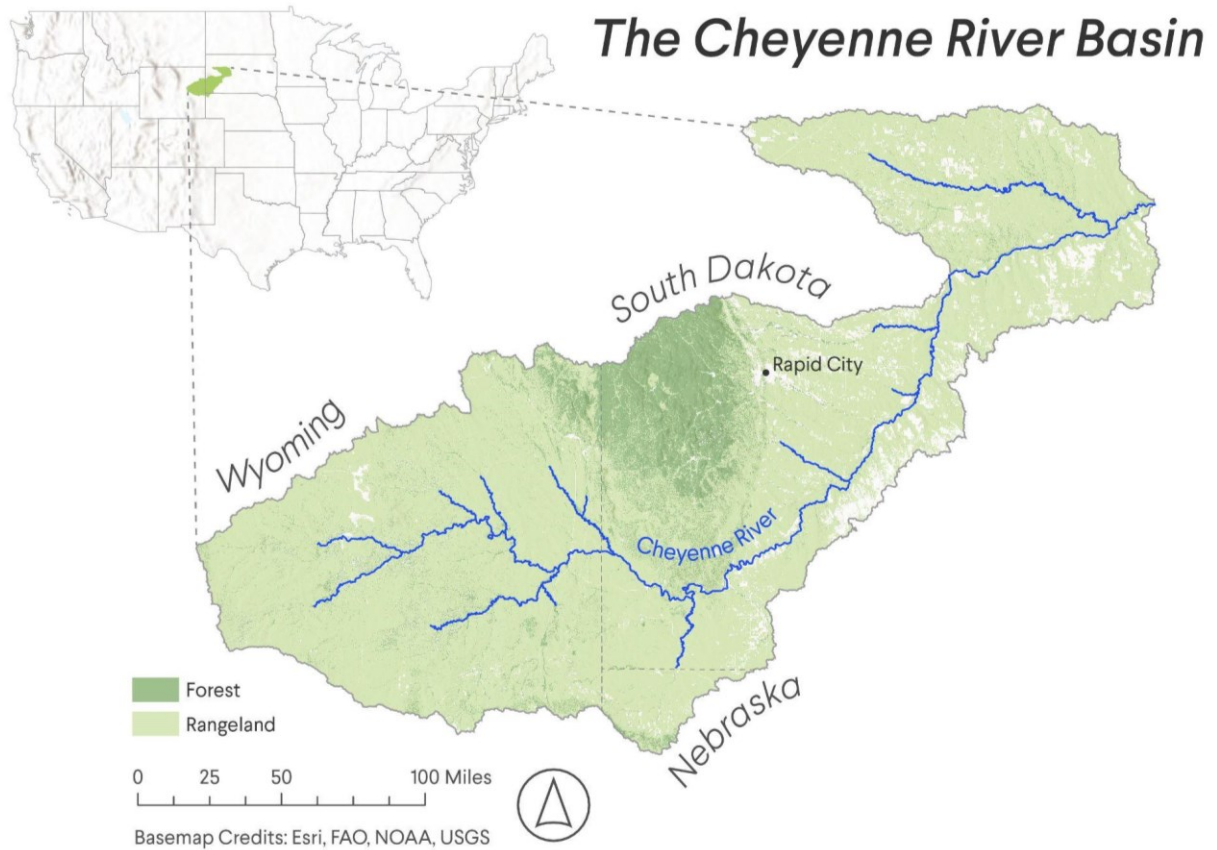 The Cheyenne River Basin
South Dakota
Rapid City
Wyoming
Cheyenne River
Nebraska
Forest
Rangeland
0 25 50 100 Miles
Basemap Credits: Esri, FAO, NOAA, USGS